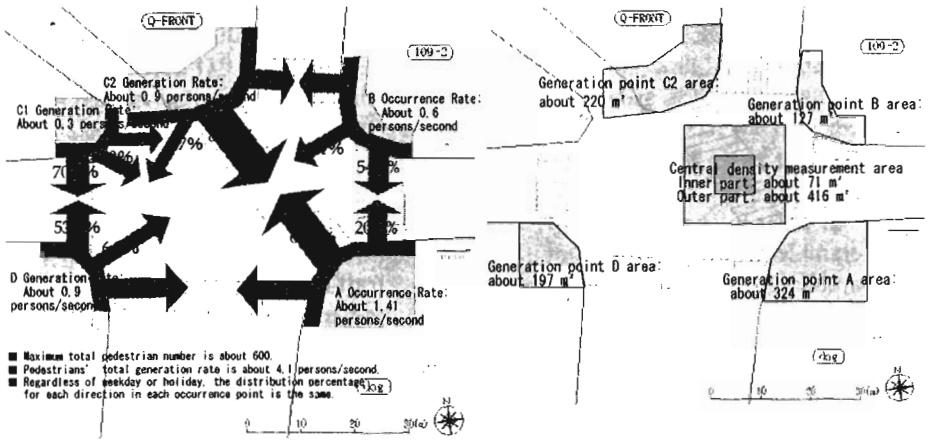 Q-FRONT
109-2
C2 Generation Rate:
About 0.9 persons/second
C1 Generation Rate:
About 0.3 persons/second
B Occurrence Rate:
About 0.6
persons/second
D Generation Rate:
About 0.9
persons/second
A Occurrence Rate:
About 1.41
persons/second
■ Maximum total pedestrian number is about 600.
■ Pedestrians' total generation rate is about 4.1 persons/second.
■ Regardless of weekday or holiday, the distribution percentage
for each direction in each occurrence point is the same.
dog
N
0 10 20 30(m)
Q-FRONT
109-2
Generation point C2 area:
about 220 m²
Generation point B area:
about 127 m²
Central density measurement area
Inner part: about 71 m²
Outer part: about 416 m²
Generation point D area:
about 197 m²
Generation point A area:
about 324 m²
dog
N
0 10 20 30(m)